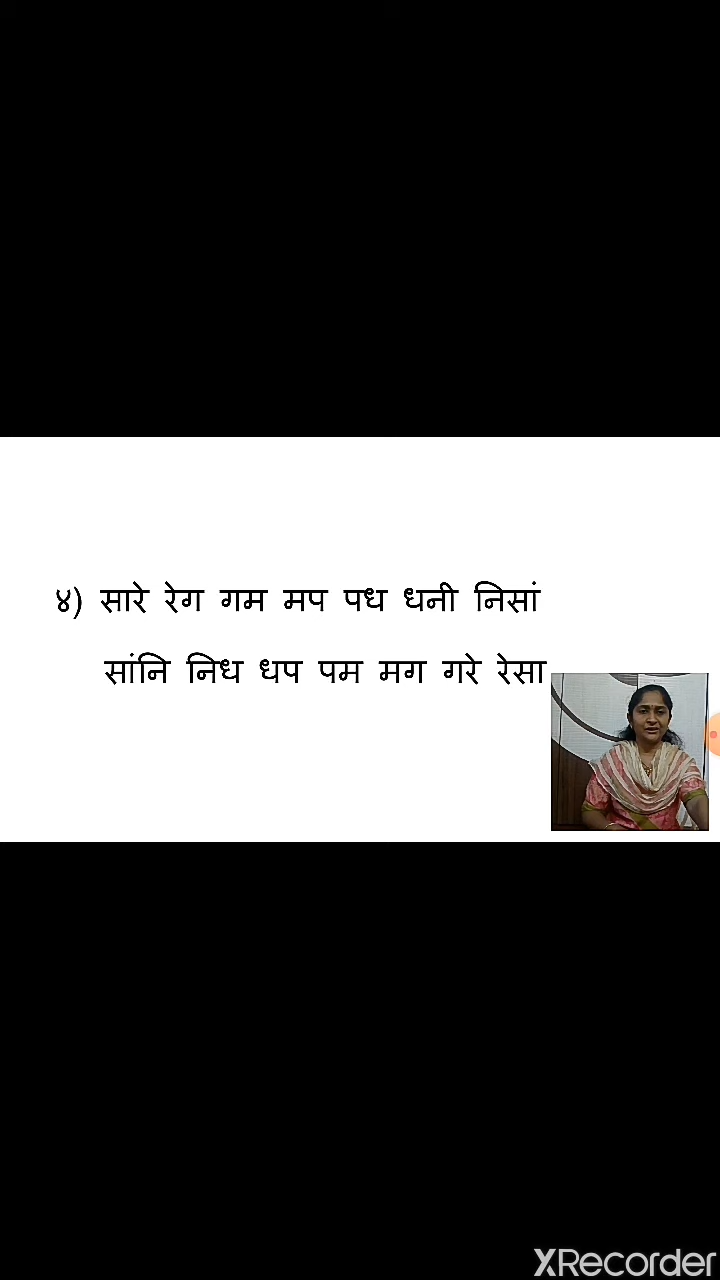 ४) सारे रेग गम मप पध धनी निसां
सांनि निध धप पम मग गरे रेसा
XRecorder